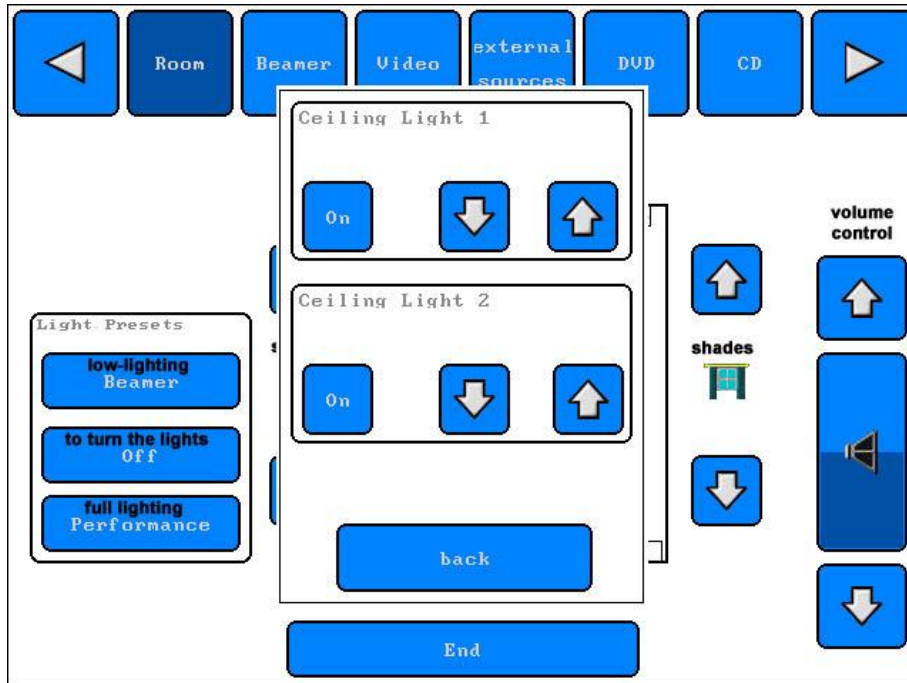 Room
Beamer
Video
external
sources
DVD
CD
Ceiling Light 1
On
volume
control
Ceiling Light 2
Light Presets
low-lighting
Beamer
shades
On
to turn the lights
Off
full lighting
Performance
back
End